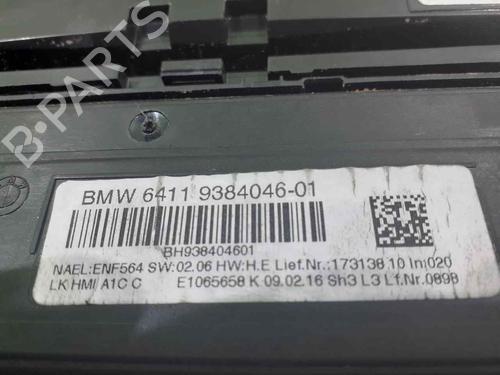 B-PARTS
BMW 6411 9384046-01
BH938404601
NAEL:ENF564 SW:02.06 HW:H.E Lief.Nr.:173138 10 In:020
LK HMI A1C C E1065658 K 09.02.16 Sh3 L3 Lf.Nr.0898